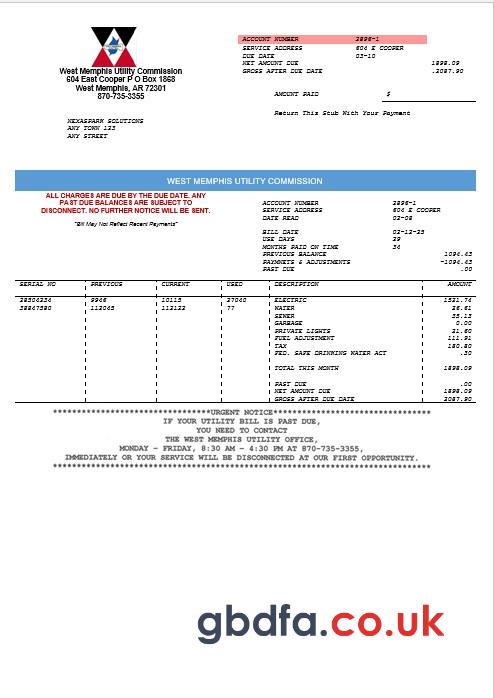 West Memphis Utility Commission
604 East Cooper P O Box 1868
West Memphis, AR 72301
870-735-3355
ACCOUNT NUMBER 2896-1
SERVICE ADDRESS 604 E COOPER
DUE DATE 03-10
NET AMOUNT DUE 1898.09
GROSS AFTER DUE DATE .2087.90
AMOUNT PAID $
Return This Stub With Your Payment
NEXASPARK SOLUTIONS
ANY TOWN 123
ANY STREET
WEST MEMPHIS UTILITY COMMISSION
ALL CHARGES ARE DUE BY THE DUE DATE. ANY
PAST DUE BALANCES ARE SUBJECT TO
DISCONNECT. NO FURTHER NOTICE WILL BE SENT.
"Bill May Not Reflect Recent Payments"
ACCOUNT NUMBER 2896-1
SERVICE ADDRESS 604 E COOPER
DATE READ 02-08
BILL DATE 02-12-25
USE DAYS 29
MONTHS PAID ON TIME 34
PREVIOUS BALANCE 1094.43
PAYMNETS & ADJUSTMENTS -1094.43
PAST DUE .00
SERIAL NO PREVIOUS CURRENT USED DESCRIPTION AMOUNT
28504234 9946 10115 27040 ELECTRIC 1521.74
38847580 112045 112122 77 WATER 26.61
SEWER 35.13
GARBAGE 0.00
PRIVATE LIGHTS 21.60
FUEL ADJUSTMENT 111.91
TAX 180.80
FED. SAFE DRINKING WATER ACT .30
TOTAL THIS MONTH 1898.09
PAST DUE .00
NET AMOUNT DUE 1898.09
GROSS AFTER DUE DATE 2087.90
******************************URGENT NOTICE******************************
IF YOUR UTILITY BILL IS PAST DUE,
YOU NEED TO CONTACT
THE WEST MEMPHIS UTILITY OFFICE,
MONDAY – FRIDAY, 8:30 AM – 4:30 PM AT 870-735-3355,
IMMEDIATELY OR YOUR SERVICE WILL BE DISCONNECTED AT OUR FIRST OPPORTUNITY.
*************************************************************************
gbdfa.co.uk